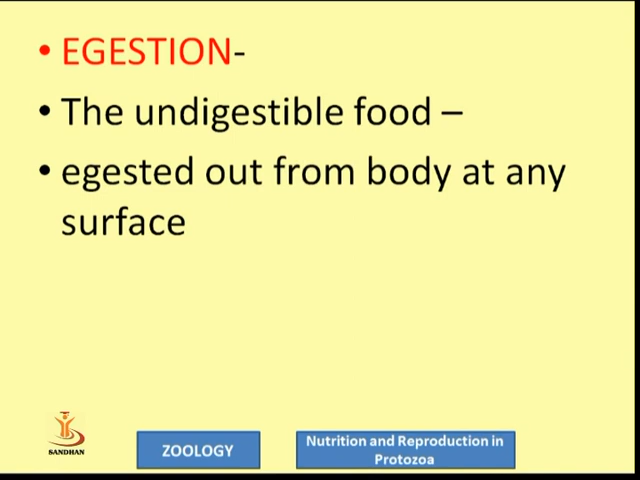 • EGESTION-
• The undigestible food –
• egested out from body at any
surface
SANDHAN
ZOOLOGY
Nutrition and Reproduction in
Protozoa